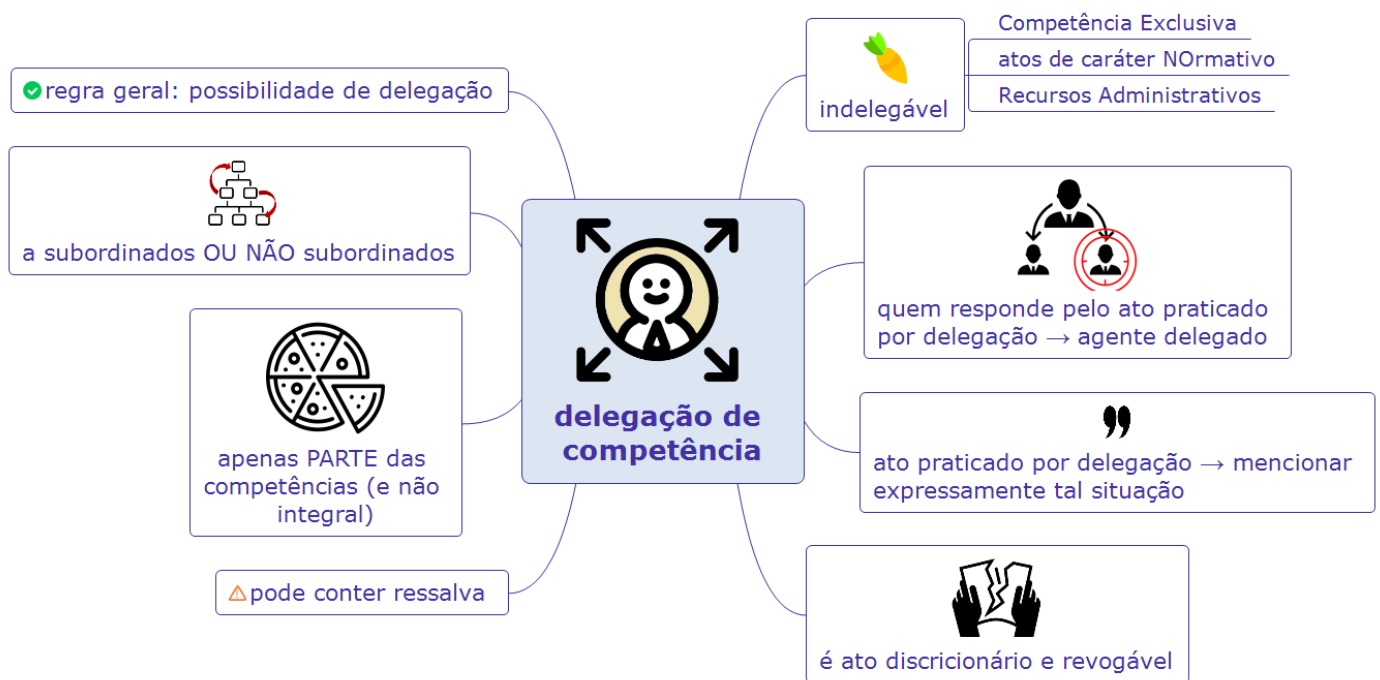 delegação de
competência
regra geral: possibilidade de delegação
a subordinados OU NÃO subordinados
apenas PARTE das
competências (e não
integral)
pode conter ressalva
indelegável
Competência Exclusiva
atos de caráter NOrmativo
Recursos Administrativos
quem responde pelo ato praticado
por delegação → agente delegado
ato praticado por delegação → mencionar
expressamente tal situação
é ato discricionário e revogável